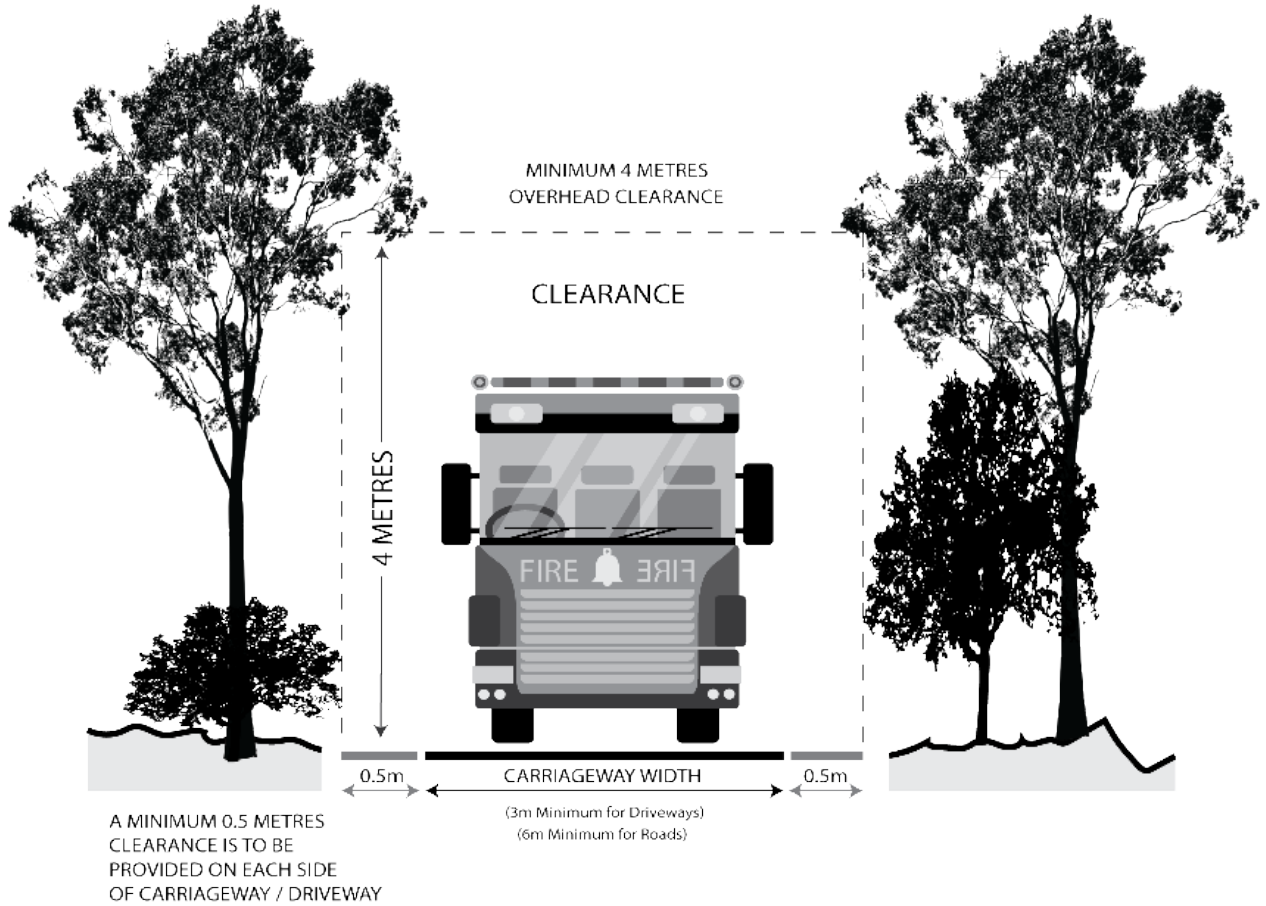 MINIMUM 4 METRES
OVERHEAD CLEARANCE
CLEARANCE
4 METRES
FIRE FIRE
0.5m CARRIAGEWAY WIDTH 0.5m
(3m Minimum for Driveways)
(6m Minimum for Roads)
A MINIMUM 0.5 METRES
CLEARANCE IS TO BE
PROVIDED ON EACH SIDE
OF CARRIAGEWAY / DRIVEWAY